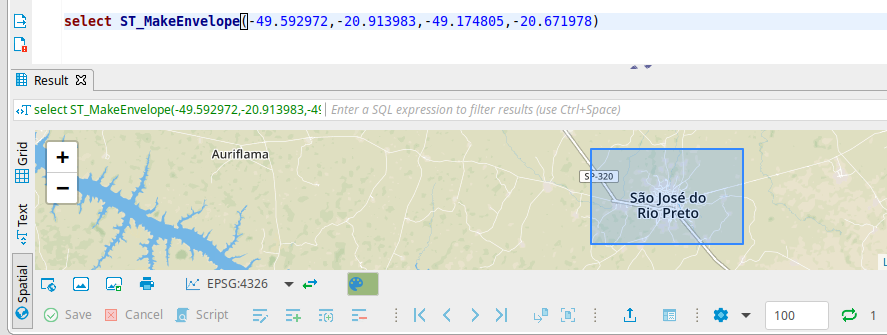 select ST_MakeEnvelope(-49.592972,-20.913983,-49.174805,-20.671978)
Result
select ST_MakeEnvelope(-49.592972,-20.913983,-49
Enter a SQL expression to filter results (use Ctrl+Space)
Grid
Text
Spatial
+
−
Auriflama
SP-320
São José do
Rio Preto
L
EPSG:4326
Save
Cancel
Script
100
1